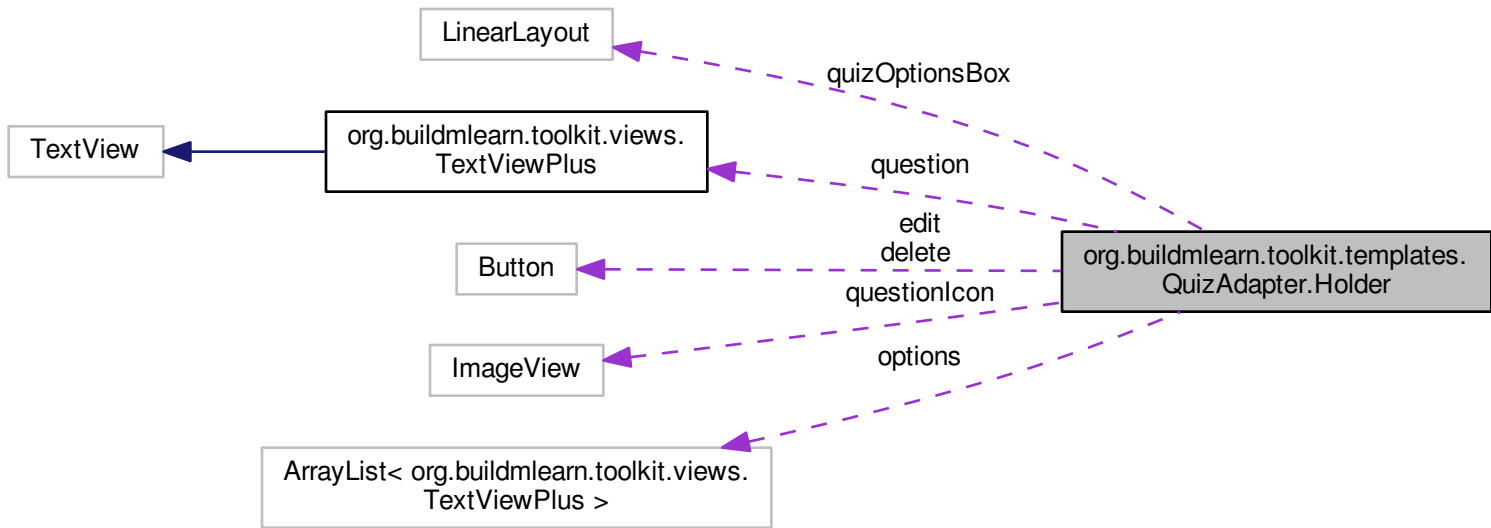 LinearLayout
quizOptionsBox
org.buildmlearn.toolkit.views.
TextViewPlus
TextView
question
edit
delete
Button
org.buildmlearn.toolkit.templates.
QuizAdapter.Holder
questionIcon
ImageView
options
ArrayList< org.buildmlearn.toolkit.views.
TextViewPlus >